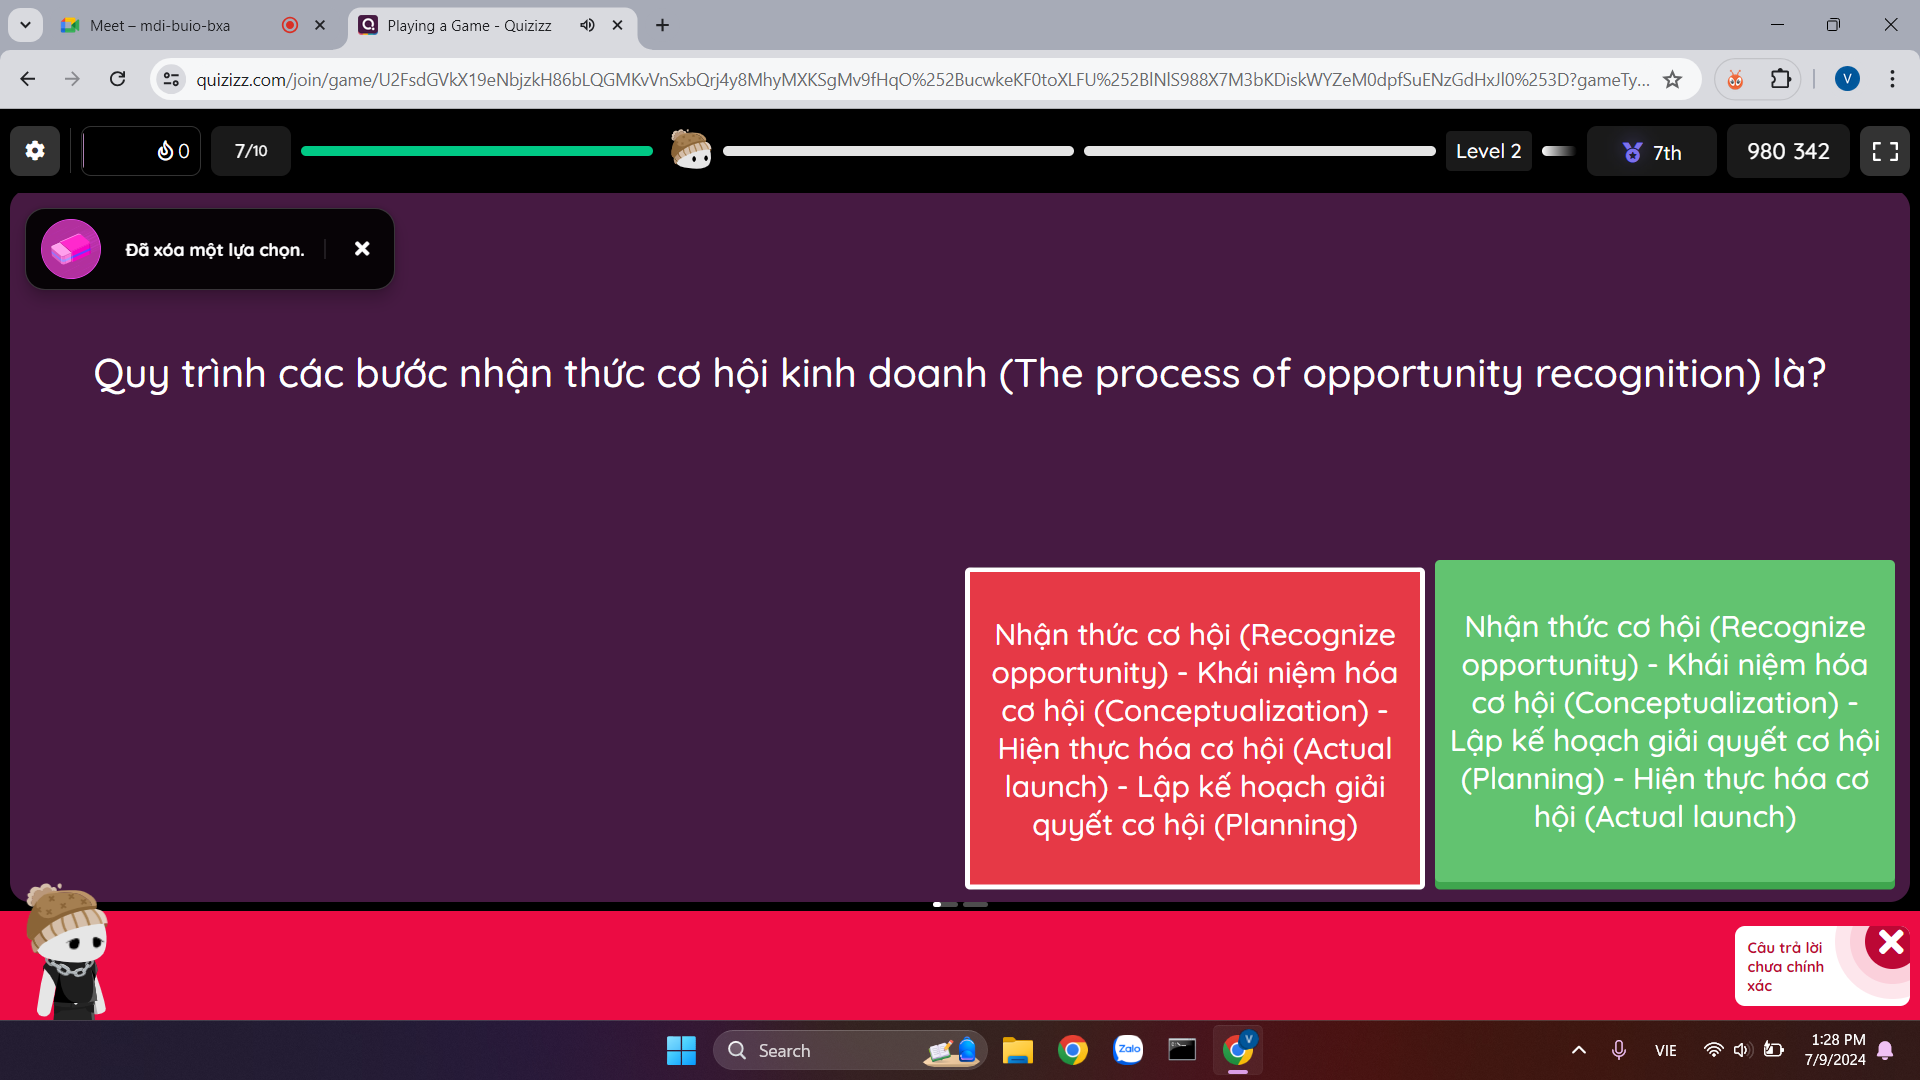 Meet – mdi-buio-bxa
Playing a Game - Quizizz
quizizz.com/join/game/U2FsdGVkX19eNbjzkH86bLQGMKvVnSxbQrj4y8MhyMXKSgMv9fHqO%252BucwkeKF0toXLFU%252BlNlS988X7M3bKDiskWYZeM0dpfSuENzGdHxJl0%253D?gameTy...
V
0
7/10
Level 2
7th
980 342
Đã xóa một lựa chọn.
Quy trình các bước nhận thức cơ hội kinh doanh (The process of opportunity recognition) là?
Nhận thức cơ hội (Recognize
opportunity) - Khái niệm hóa
cơ hội (Conceptualization) -
Hiện thực hóa cơ hội (Actual
launch) - Lập kế hoạch giải
quyết cơ hội (Planning)
Nhận thức cơ hội (Recognize
opportunity) - Khái niệm hóa
cơ hội (Conceptualization) -
Lập kế hoạch giải quyết cơ hội
(Planning) - Hiện thực hóa cơ
hội (Actual launch)
Câu trả lời
chưa chính
xác
Search
Zalo
V
VIE
1:28 PM
7/9/2024